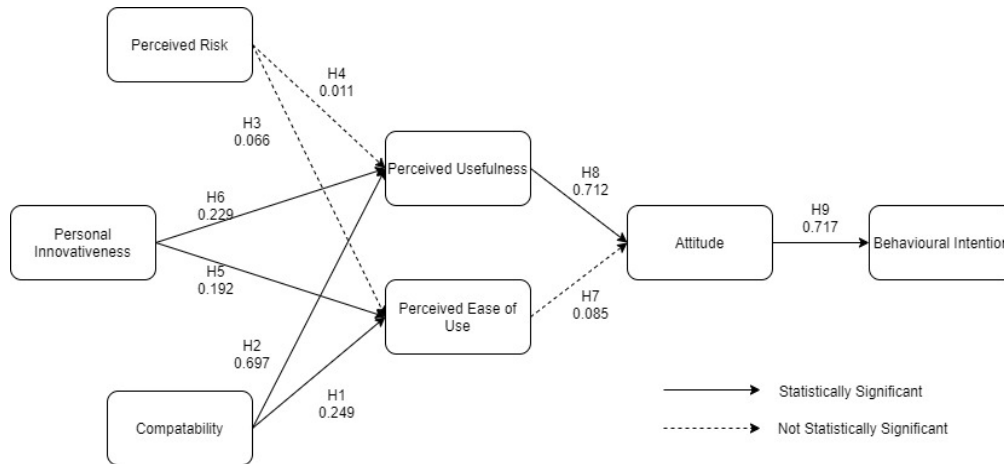 Perceived Risk
H4
0.011
H3
0.066
Perceived Usefulness
H8
0.712
H6
0.229
Personal
Innovativeness
H9
0.717
Attitude
Behavioural Intention
H5
0.192
Perceived Ease of
Use
H7
0.085
H2
0.697
H1
0.249
Compatability
Statistically Significant
Not Statistically Significant